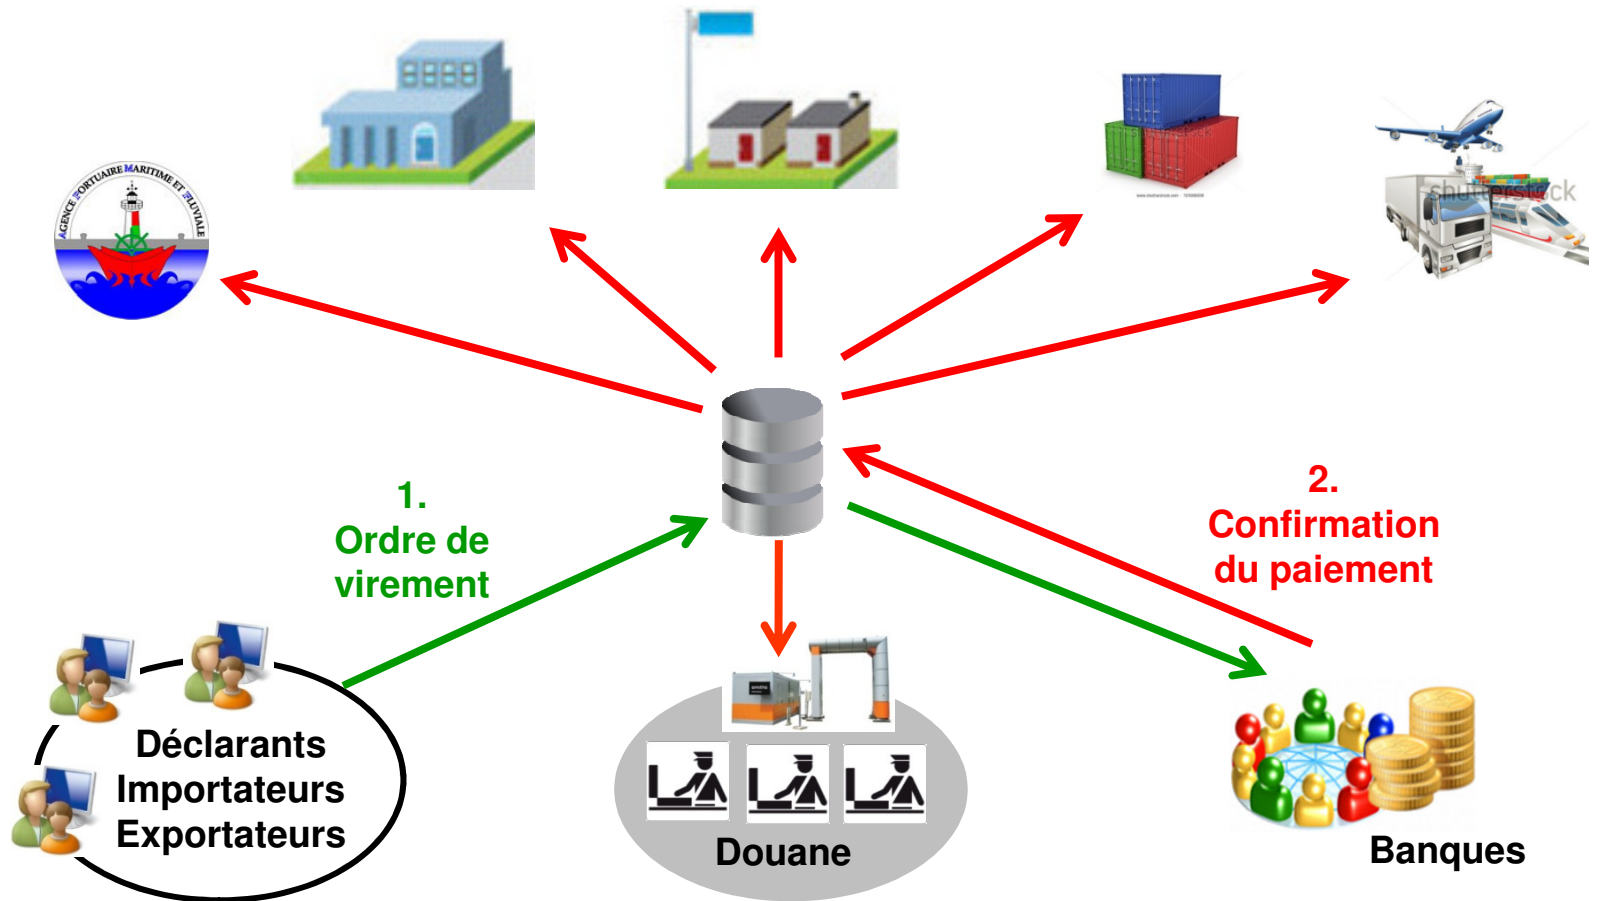 AGENCE PORTUAIRE MARITIME ET FLUVIALE
shutterstock
1.
Ordre de
virement
2.
Confirmation
du paiement
Déclarants
Importateurs
Exportateurs
Douane
Banques